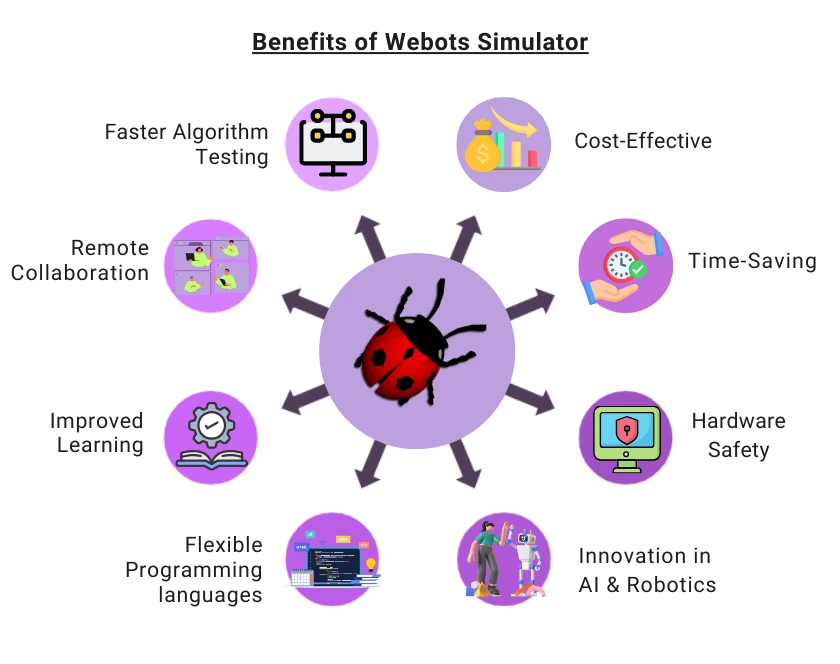 Benefits of Webots Simulator
Faster Algorithm
Testing
Cost-Effective
Remote
Collaboration
Time-Saving
Improved
Learning
Hardware
Safety
Flexible
Programming
languages
Innovation in
AI & Robotics
$
HTML